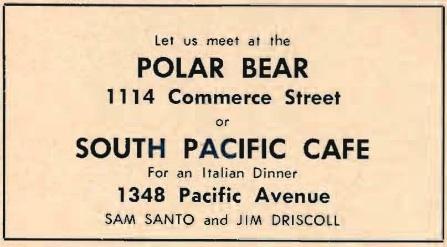 Let us meet at the
POLAR BEAR
1114 Commerce Street
or
SOUTH PACIFIC CAFE
For an Italian Dinner
1348 Pacific Avenue
SAM SANTO and JIM DRISCOLL